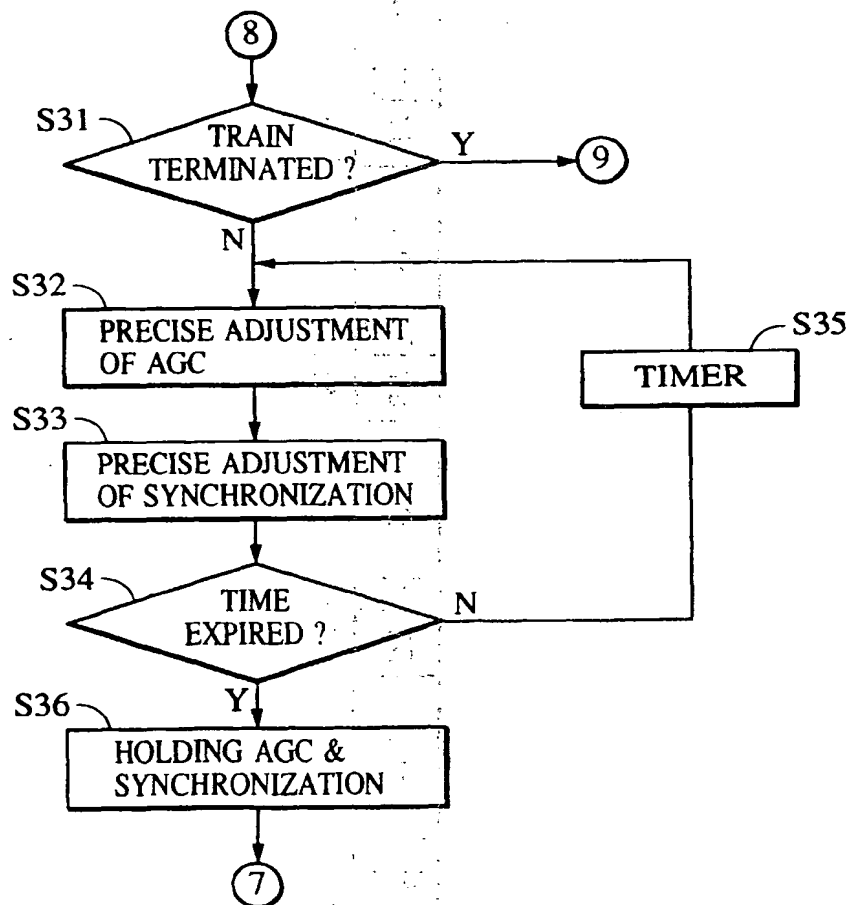 8
S31
TRAIN
TERMINATED ?
Y
9
N
S32
PRECISE ADJUSTMENT
OF AGC
S35
TIMER
S33
PRECISE ADJUSTMENT
OF SYNCHRONIZATION
S34
TIME
EXPIRED ?
N
Y
S36
HOLDING AGC &
SYNCHRONIZATION
7